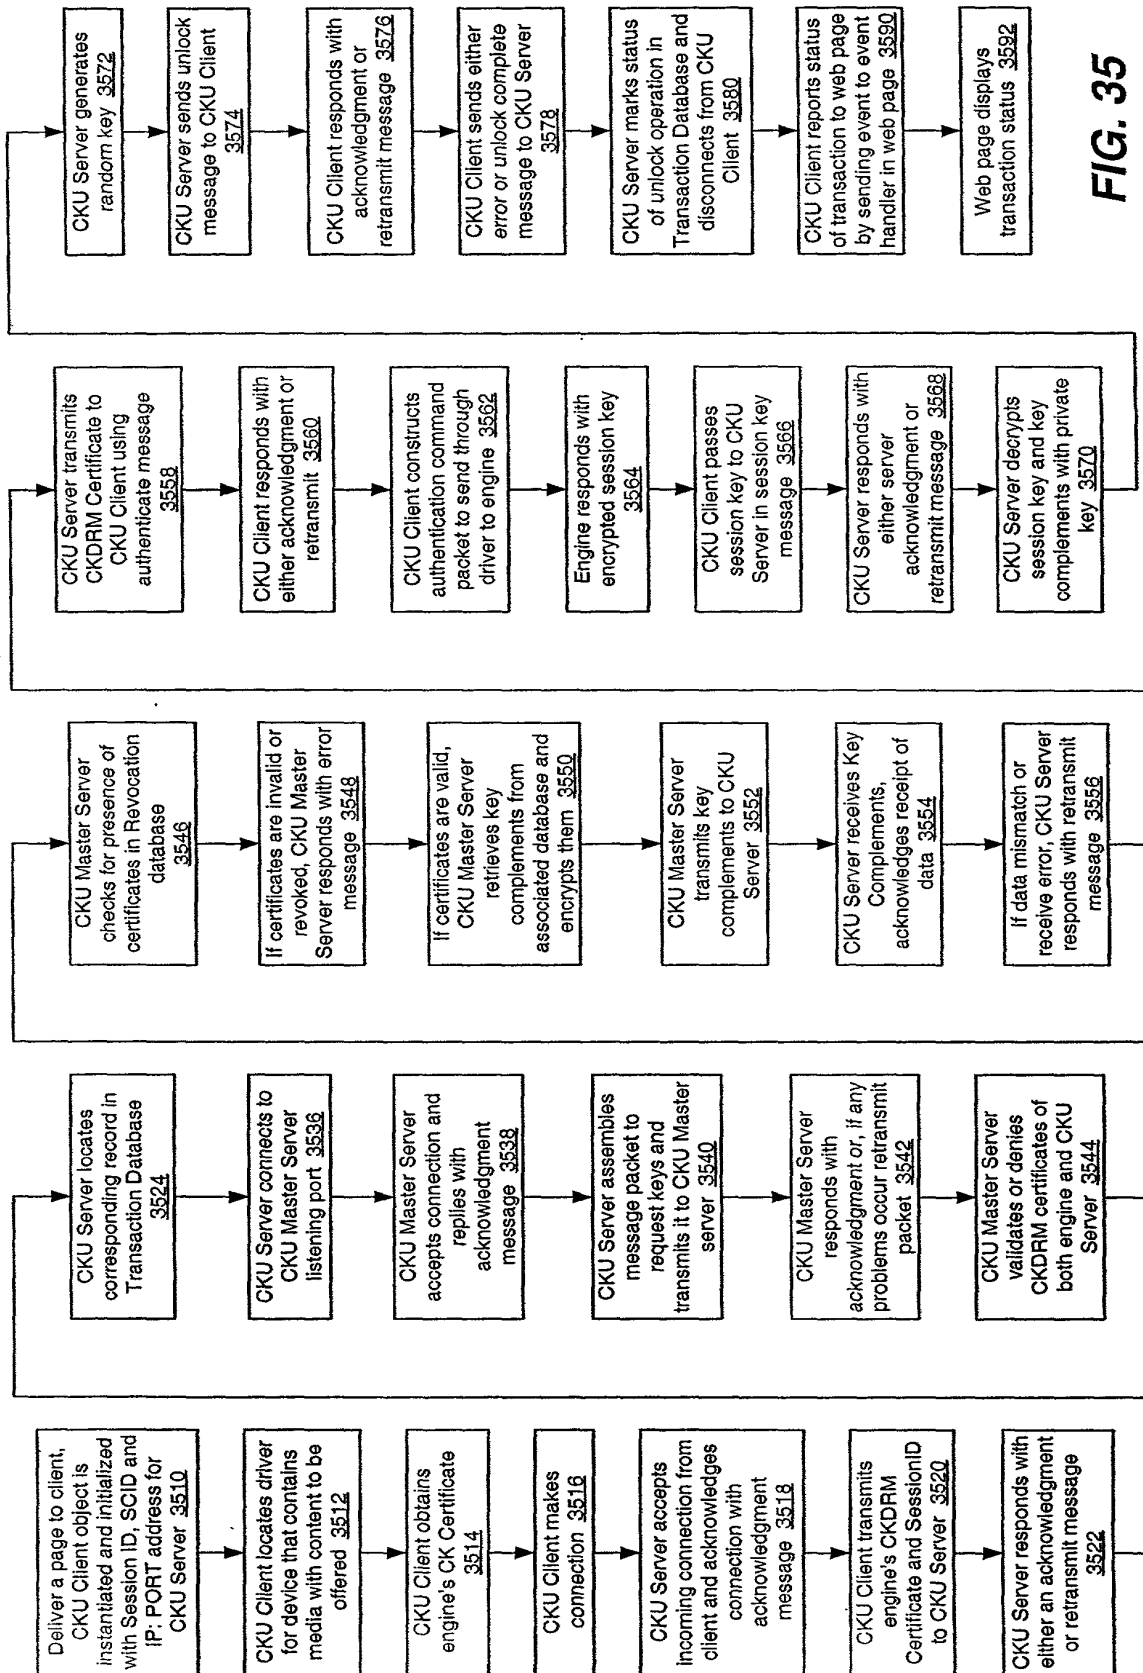 Deliver a page to client,
CKU Client object is
instantiated and initialized
with Session ID, SCID and
IP: PORT address for
CKU Server 3510
CKU Client locates driver
for device that contains
media with content to be
offered 3512
CKU Client obtains
engine's CK Certificate
3514
CKU Client makes
connection 3516
CKU Server accepts
incoming connection from
client and acknowledges
connection with
acknowledgment
message 3518
CKU Client transmits
engine's CKDRM
Certificate and SessionID
to CKU Server 3520
CKU Server responds with
either an acknowledgment
or retransmit message
3522
CKU Server locates
corresponding record in
Transaction Database
3524
CKU Server connects to
CKU Master Server
listening port 3536
CKU Master Server
accepts connection and
replies with
acknowledgment
message 3538
CKU Server assembles
message packet to
request keys and
transmits it to CKU Master
server 3540
CKU Master Server
responds with
acknowledgment or, if any
problems occur retransmit
packet 3542
CKU Master Server
validates or denies
CKDRM certificates of
both engine and CKU
Server 3544
CKU Master Server
checks for presence of
certificates in Revocation
database
3546
If certificates are invalid or
revoked, CKU Master
Server responds with error
message 3548
If certificates are valid,
CKU Master Server
retrieves key
complements from
associated database and
encrypts them 3550
CKU Master Server
transmits key
complements to CKU
Server 3552
CKU Server receives Key
Complements,
acknowledges receipt of
data 3554
If data mismatch or
receive error, CKU Server
responds with retransmit
message 3556
CKU Server transmits
CKDRM Certificate to
CKU Client using
authenticate message
3558
CKU Client responds with
either acknowledgment or
retransmit 3560
CKU Client constructs
authentication command
packet to send through
driver to engine 3562
Engine responds with
encrypted session key
3564
CKU Client passes
session key to CKU
Server in session key
message 3566
CKU Server responds with
either server
acknowledgment or
retransmit message 3568
CKU Server decrypts
session key and key
complements with private
key 3570
CKU Server generates
random key 3572
CKU Server sends unlock
message to CKU Client
3574
CKU Client responds with
acknowledgment or
retransmit message 3576
CKU Client sends either
error or unlock complete
message to CKU Server
3578
CKU Server marks status
of unlock operation in
Transaction Database and
disconnects from CKU
Client 3580
CKU Client reports status
of transaction to web page
by sending event to event
handler in web page 3590
Web page displays
transaction status 3592
FIG. 35